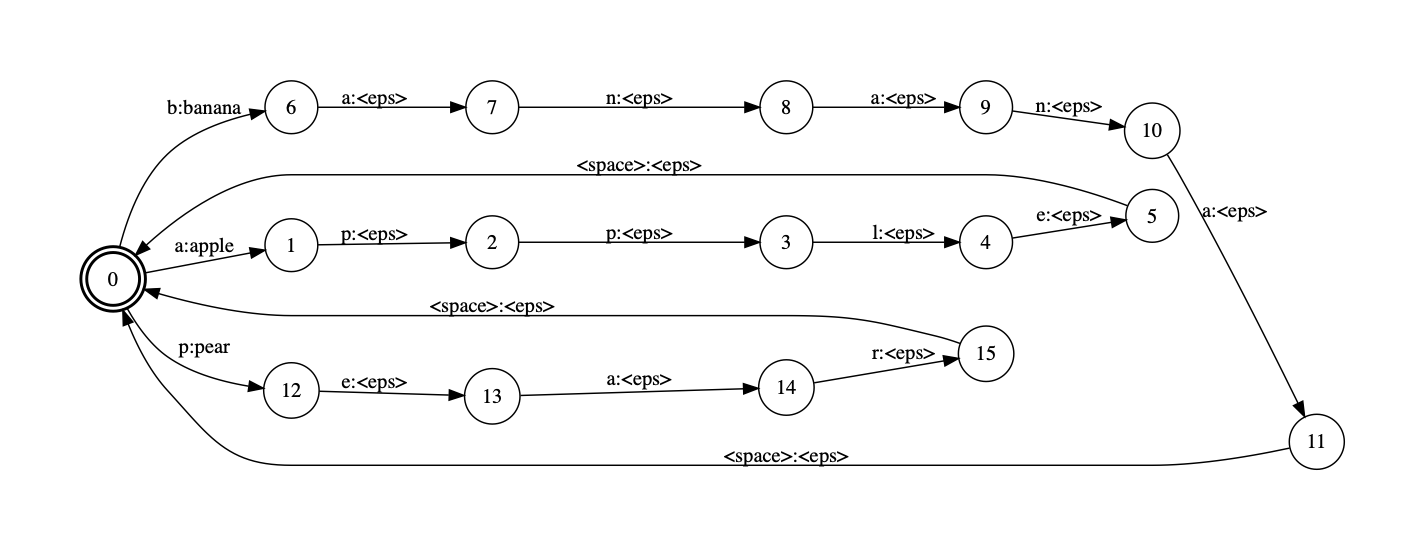 b:banana
6
a:<eps>
7
n:<eps>
8
a:<eps>
9
n:<eps>
10
<space>:<eps>
0
a:apple
1
p:<eps>
2
p:<eps>
3
l:<eps>
4
e:<eps>
5
a:<eps>
<space>:<eps>
p:pear
12
e:<eps>
13
a:<eps>
14
r:<eps>
15
11
<space>:<eps>